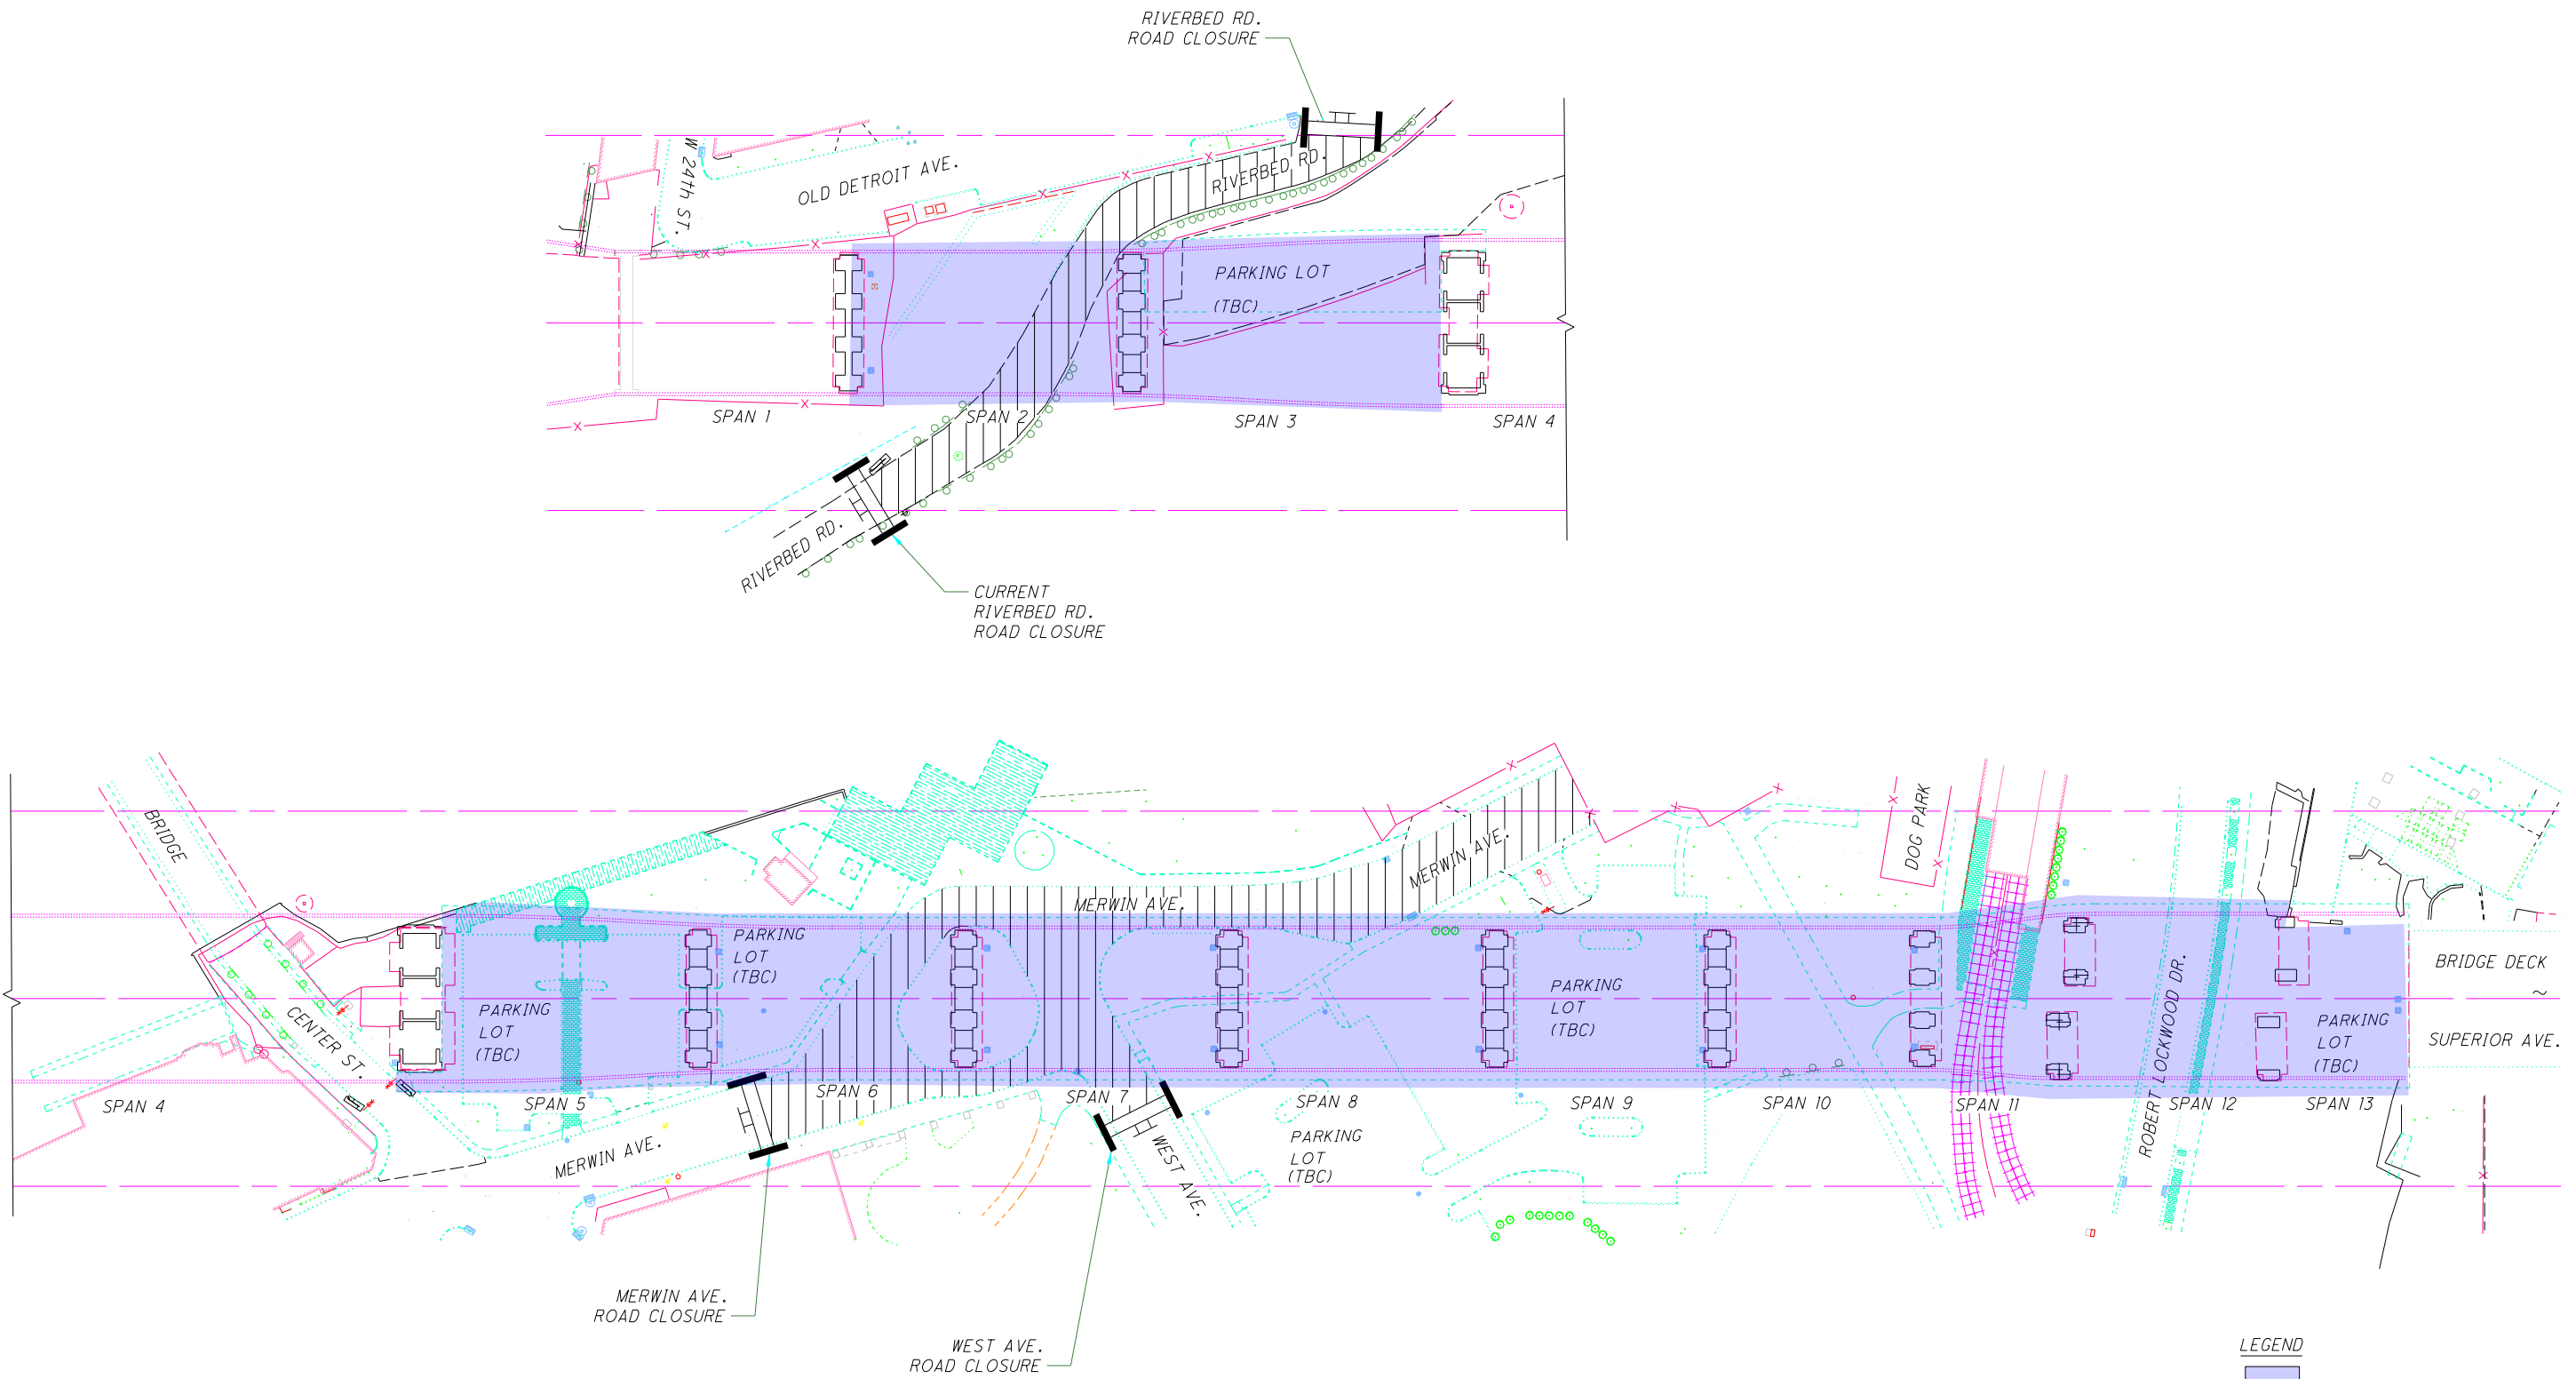 RIVERBED RD.
ROAD CLOSURE
W 24th ST.
OLD DETROIT AVE.
RIVERBED RD.
PARKING LOT
(TBC)
SPAN 1
SPAN 2
SPAN 3
SPAN 4
RIVERBED RD.
CURRENT
RIVERBED RD.
ROAD CLOSURE
BRIDGE
DOG PARK
MERWIN AVE.
MERWIN AVE.
PARKING
LOT
(TBC)
PARKING
LOT
(TBC)
PARKING
LOT
(TBC)
CENTER ST.
ROBERT LOCKWOOD DR.
BRIDGE DECK
~
SUPERIOR AVE.
PARKING
LOT
(TBC)
SPAN 4
SPAN 5
SPAN 6
SPAN 7
SPAN 8
SPAN 9
SPAN 10
SPAN 11
SPAN 12
SPAN 13
MERWIN AVE.
WEST AVE.
PARKING
LOT
(TBC)
MERWIN AVE.
ROAD CLOSURE
WEST AVE.
ROAD CLOSURE
LEGEND